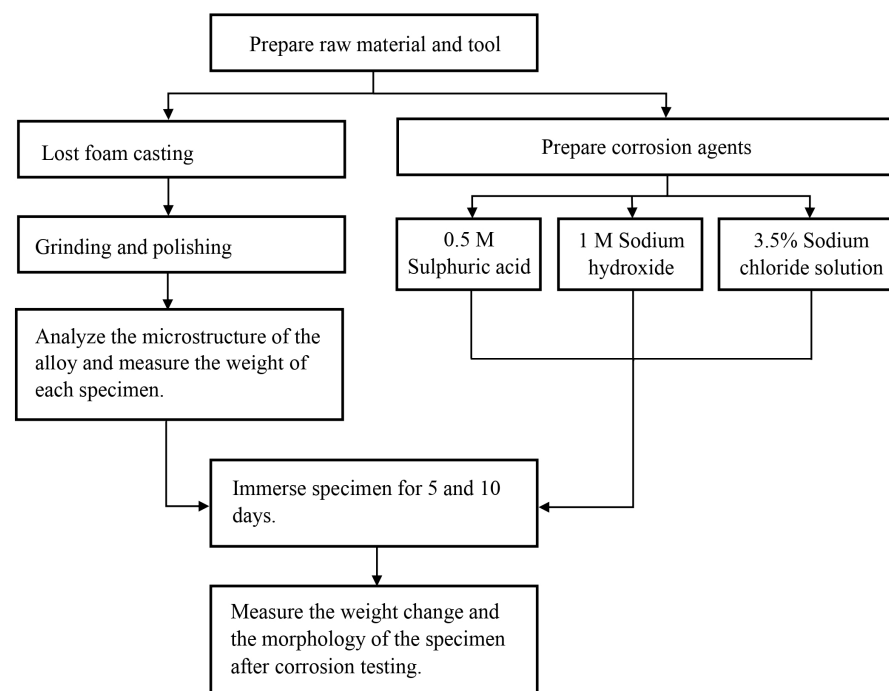 Prepare raw material and tool
Lost foam casting
Prepare corrosion agents
Grinding and polishing
0.5 M
Sulphuric acid
1 M Sodium
hydroxide
3.5% Sodium
chloride solution
Analyze the microstructure of the
alloy and measure the weight of
each specimen.
Immerse specimen for 5 and 10
days.
Measure the weight change and
the morphology of the specimen
after corrosion testing.